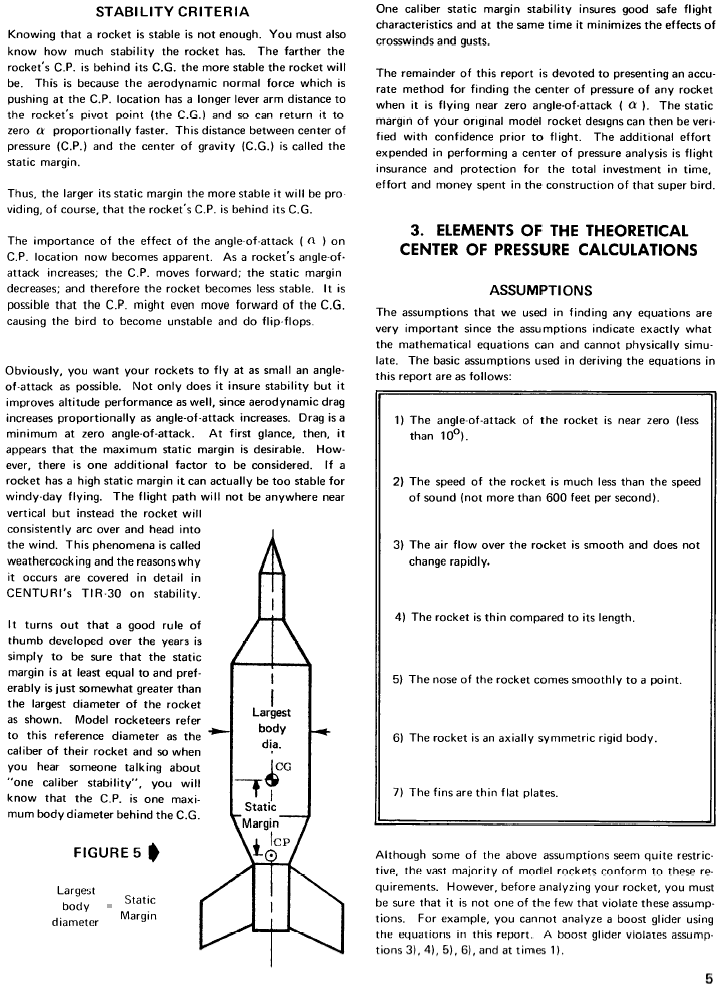 STABILITY CRITERIA
Knowing that a rocket is stable is not enough. You must also
know how much stability the rocket has. The farther the
rocket's C.P. is behind its C.G. the more stable the rocket will
be. This is because the aerodynamic normal force which is
pushing at the C.P. location has a longer lever arm distance to
the rocket's pivot point (the C.G.) and so can return it to
zero α proportionally faster. This distance between center of
pressure (C.P.) and the center of gravity (C.G.) is called the
static margin.
Thus, the larger its static margin the more stable it will be pro-
viding, of course, that the rocket's C.P. is behind its C.G.
The importance of the effect of the angle-of-attack ( α ) on
C.P. location now becomes apparent. As a rocket's angle-of-
attack increases; the C.P. moves forward; the static margin
decreases; and therefore the rocket becomes less stable. It is
possible that the C.P. might even move forward of the C.G.
causing the bird to become unstable and do flip-flops.
Obviously, you want your rockets to fly at as small an angle-
of-attack as possible. Not only does it insure stability but it
improves altitude performance as well, since aerodynamic drag
increases proportionally as angle-of-attack increases. Drag is a
minimum at zero angle-of-attack. At first glance, then, it
appears that the maximum static margin is desirable. How-
ever, there is one additional factor to be considered. If a
rocket has a high static margin it can actually be too stable for
windy-day flying. The flight path will not be anywhere near
vertical but instead the rocket will
consistently arc over and head into
the wind. This phenomena is called
weathercocking and the reasons why
it occurs are covered in detail in
CENTURI's TIR-30 on stability.
It turns out that a good rule of
thumb developed over the years is
simply to be sure that the static
margin is at least equal to and pref-
erably is just somewhat greater than
the largest diameter of the rocket
as shown. Model rocketeers refer
to this reference diameter as the
caliber of their rocket and so when
you hear someone talking about
"one caliber stability", you will
know that the C.P. is one maxi-
mum body diameter behind the C.G.
FIGURE 5
Largest
body
diameter
=
Static
Margin
Largest
body
dia.
CG
Static
Margin
CP
One caliber static margin stability insures good safe flight
characteristics and at the same time it minimizes the effects of
crosswinds and gusts.
The remainder of this report is devoted to presenting an accu-
rate method for finding the center of pressure of any rocket
when it is flying near zero angle-of-attack ( α ). The static
margin of your original model rocket designs can then be veri-
fied with confidence prior to flight. The additional effort
expended in performing a center of pressure analysis is flight
insurance and protection for the total investment in time,
effort and money spent in the construction of that super bird.
3. ELEMENTS OF THE THEORETICAL
CENTER OF PRESSURE CALCULATIONS
ASSUMPTIONS
The assumptions that we used in finding any equations are
very important since the assumptions indicate exactly what
the mathematical equations can and cannot physically simu-
late. The basic assumptions used in deriving the equations in
this report are as follows:
1) The angle-of-attack of the rocket is near zero (less
than 10°).
2) The speed of the rocket is much less than the speed
of sound (not more than 600 feet per second).
3) The air flow over the rocket is smooth and does not
change rapidly.
4) The rocket is thin compared to its length.
5) The nose of the rocket comes smoothly to a point.
6) The rocket is an axially symmetric rigid body.
7) The fins are thin flat plates.
Although some of the above assumptions seem quite restric-
tive, the vast majority of model rockets conform to these re-
quirements. However, before analyzing your rocket, you must
be sure that it is not one of the few that violate these assump-
tions. For example, you cannot analyze a boost glider using
the equations in this report. A boost glider violates assump-
tions 3), 4), 5), 6), and at times 1).
5